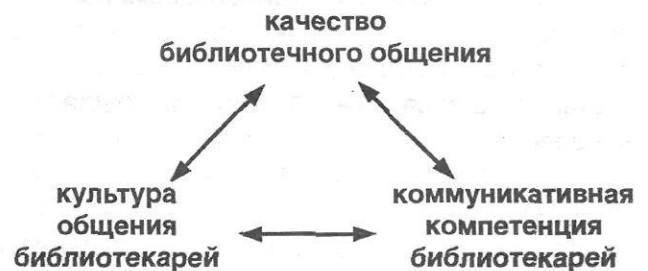 качество
библиотечного общения
культура
общения
библиотекарей
коммуникативная
компетенция
библиотекарей